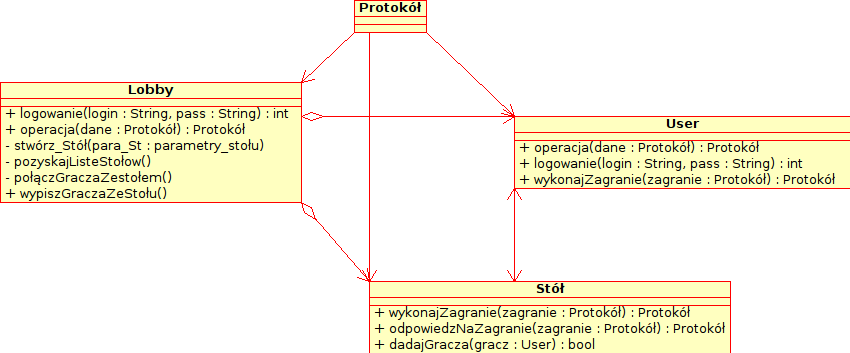 Protokół
Lobby
+ logowanie(login : String, pass : String) : int
+ operacja(dane : Protokół) : Protokół
- stwórz_Stół(para_St : parametry_stołu)
- pozyskajListeStołow()
- połączGraczaZestołem()
+ wypiszGraczaZeStołu()
User
+ operacja(dane : Protokół) : Protokół
+ logowanie(login : String, pass : String) : int
+ wykonajZagranie(zagranie : Protokół) : Protokół
Stół
+ wykonajZagranie(zagranie : Protokół) : Protokół
+ odpowiedzNaZagranie(zagranie : Protokół) : Protokół
+ dadajGracza(gracz : User) : bool